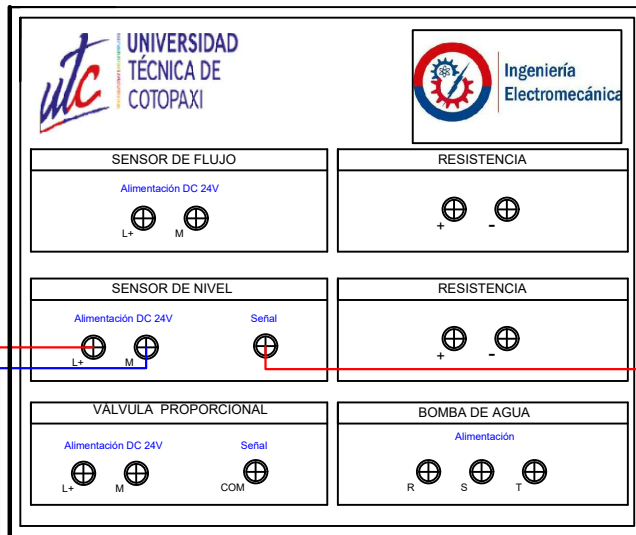 utc
UNIVERSIDAD
TÉCNICA DE
COTOPAXI
Ingeniería
Electromecánica
SENSOR DE FLUJO
Alimentación DC 24V
L+ M
RESISTENCIA
+ -
SENSOR DE NIVEL
Alimentación DC 24V Señal
L+ M
RESISTENCIA
+ -
VÁLVULA PROPORCIONAL
Alimentación DC 24V Señal
L+ M COM
BOMBA DE AGUA
Alimentación
R S T